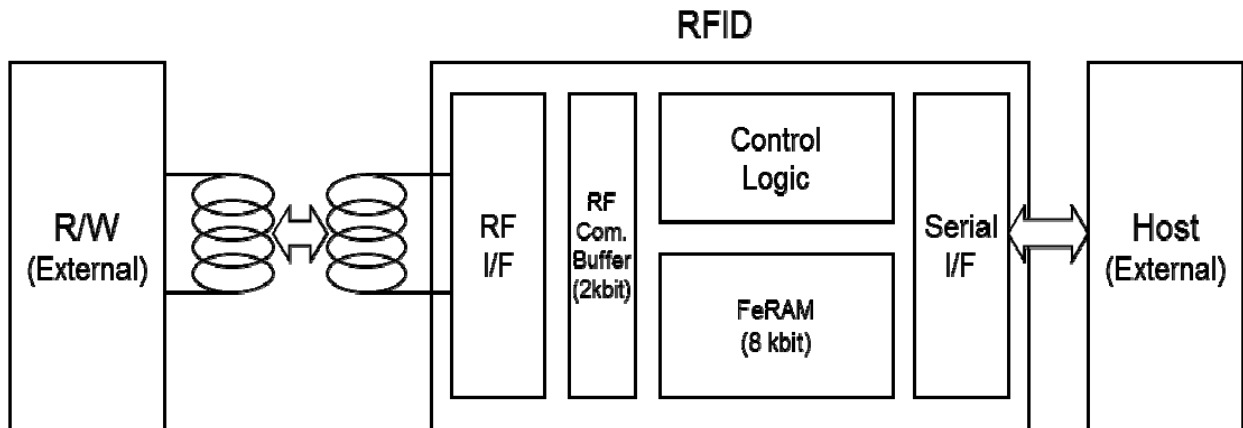 RFID
R/W
(External)
RF
I/F
RF
Com.
Buffer
(2kbit)
Control
Logic
FeRAM
(8 kbit)
Serial
I/F
Host
(External)